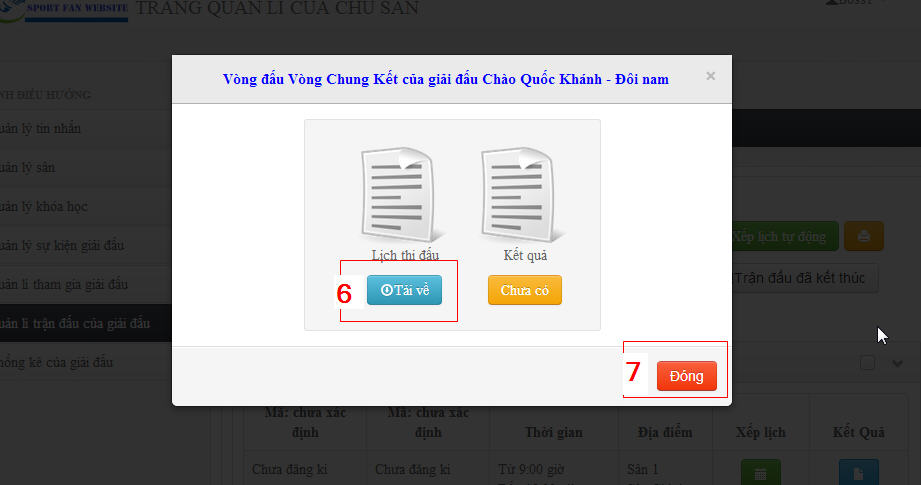 SPORT FAN WEBSITE
TRANG QUẢN LÍ CỦA CHỦ SÂN
Vòng đấu Vòng Chung Kết của giải đấu Chào Quốc Khánh - Đôi nam
×
NH ĐIỀU HƯỚNG
uản lý tin nhắn
uản lý sân
uản lý khóa học
uản lý sự kiện giải đấu
uản lí tham gia giải đấu
uản lí trận đấu của giải đấu
hống kê của giải đấu
Lịch thi đấu
Kết quả
6
Tải về
Chưa có
7
Đóng
Xếp lịch tự động
Trận đấu đã kết thúc
Mã: chưa xác định
Mã: chưa xác định
Thời gian
Địa điểm
Xếp lịch
Kết Quả
Chưa đăng kí
Chưa đăng kí
Từ 9:00 giờ
Sân 1